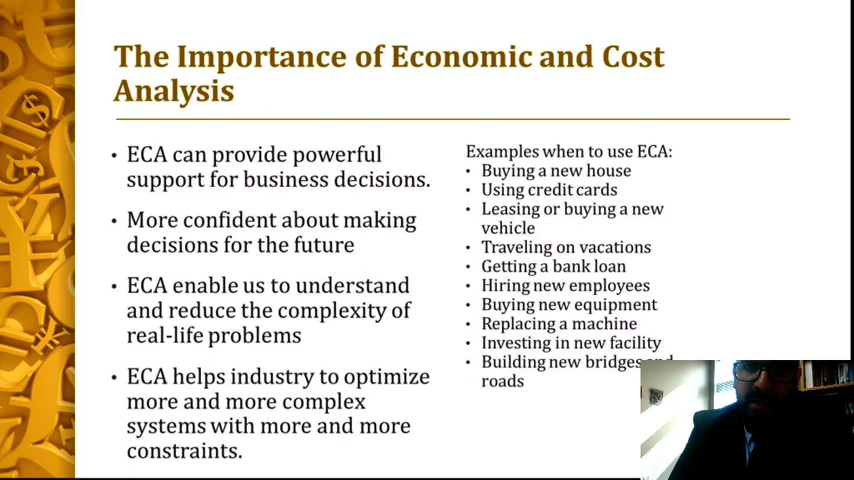 The Importance of Economic and Cost
Analysis
• ECA can provide powerful
support for business decisions.
• More confident about making
decisions for the future
• ECA enable us to understand
and reduce the complexity of
real-life problems
• ECA helps industry to optimize
more and more complex
systems with more and more
constraints.
Examples when to use ECA:
• Buying a new house
• Using credit cards
• Leasing or buying a new
vehicle
• Traveling on vacations
• Getting a bank loan
• Hiring new employees
• Buying new equipment
• Replacing a machine
• Investing in new facility
• Building new bridges and
roads